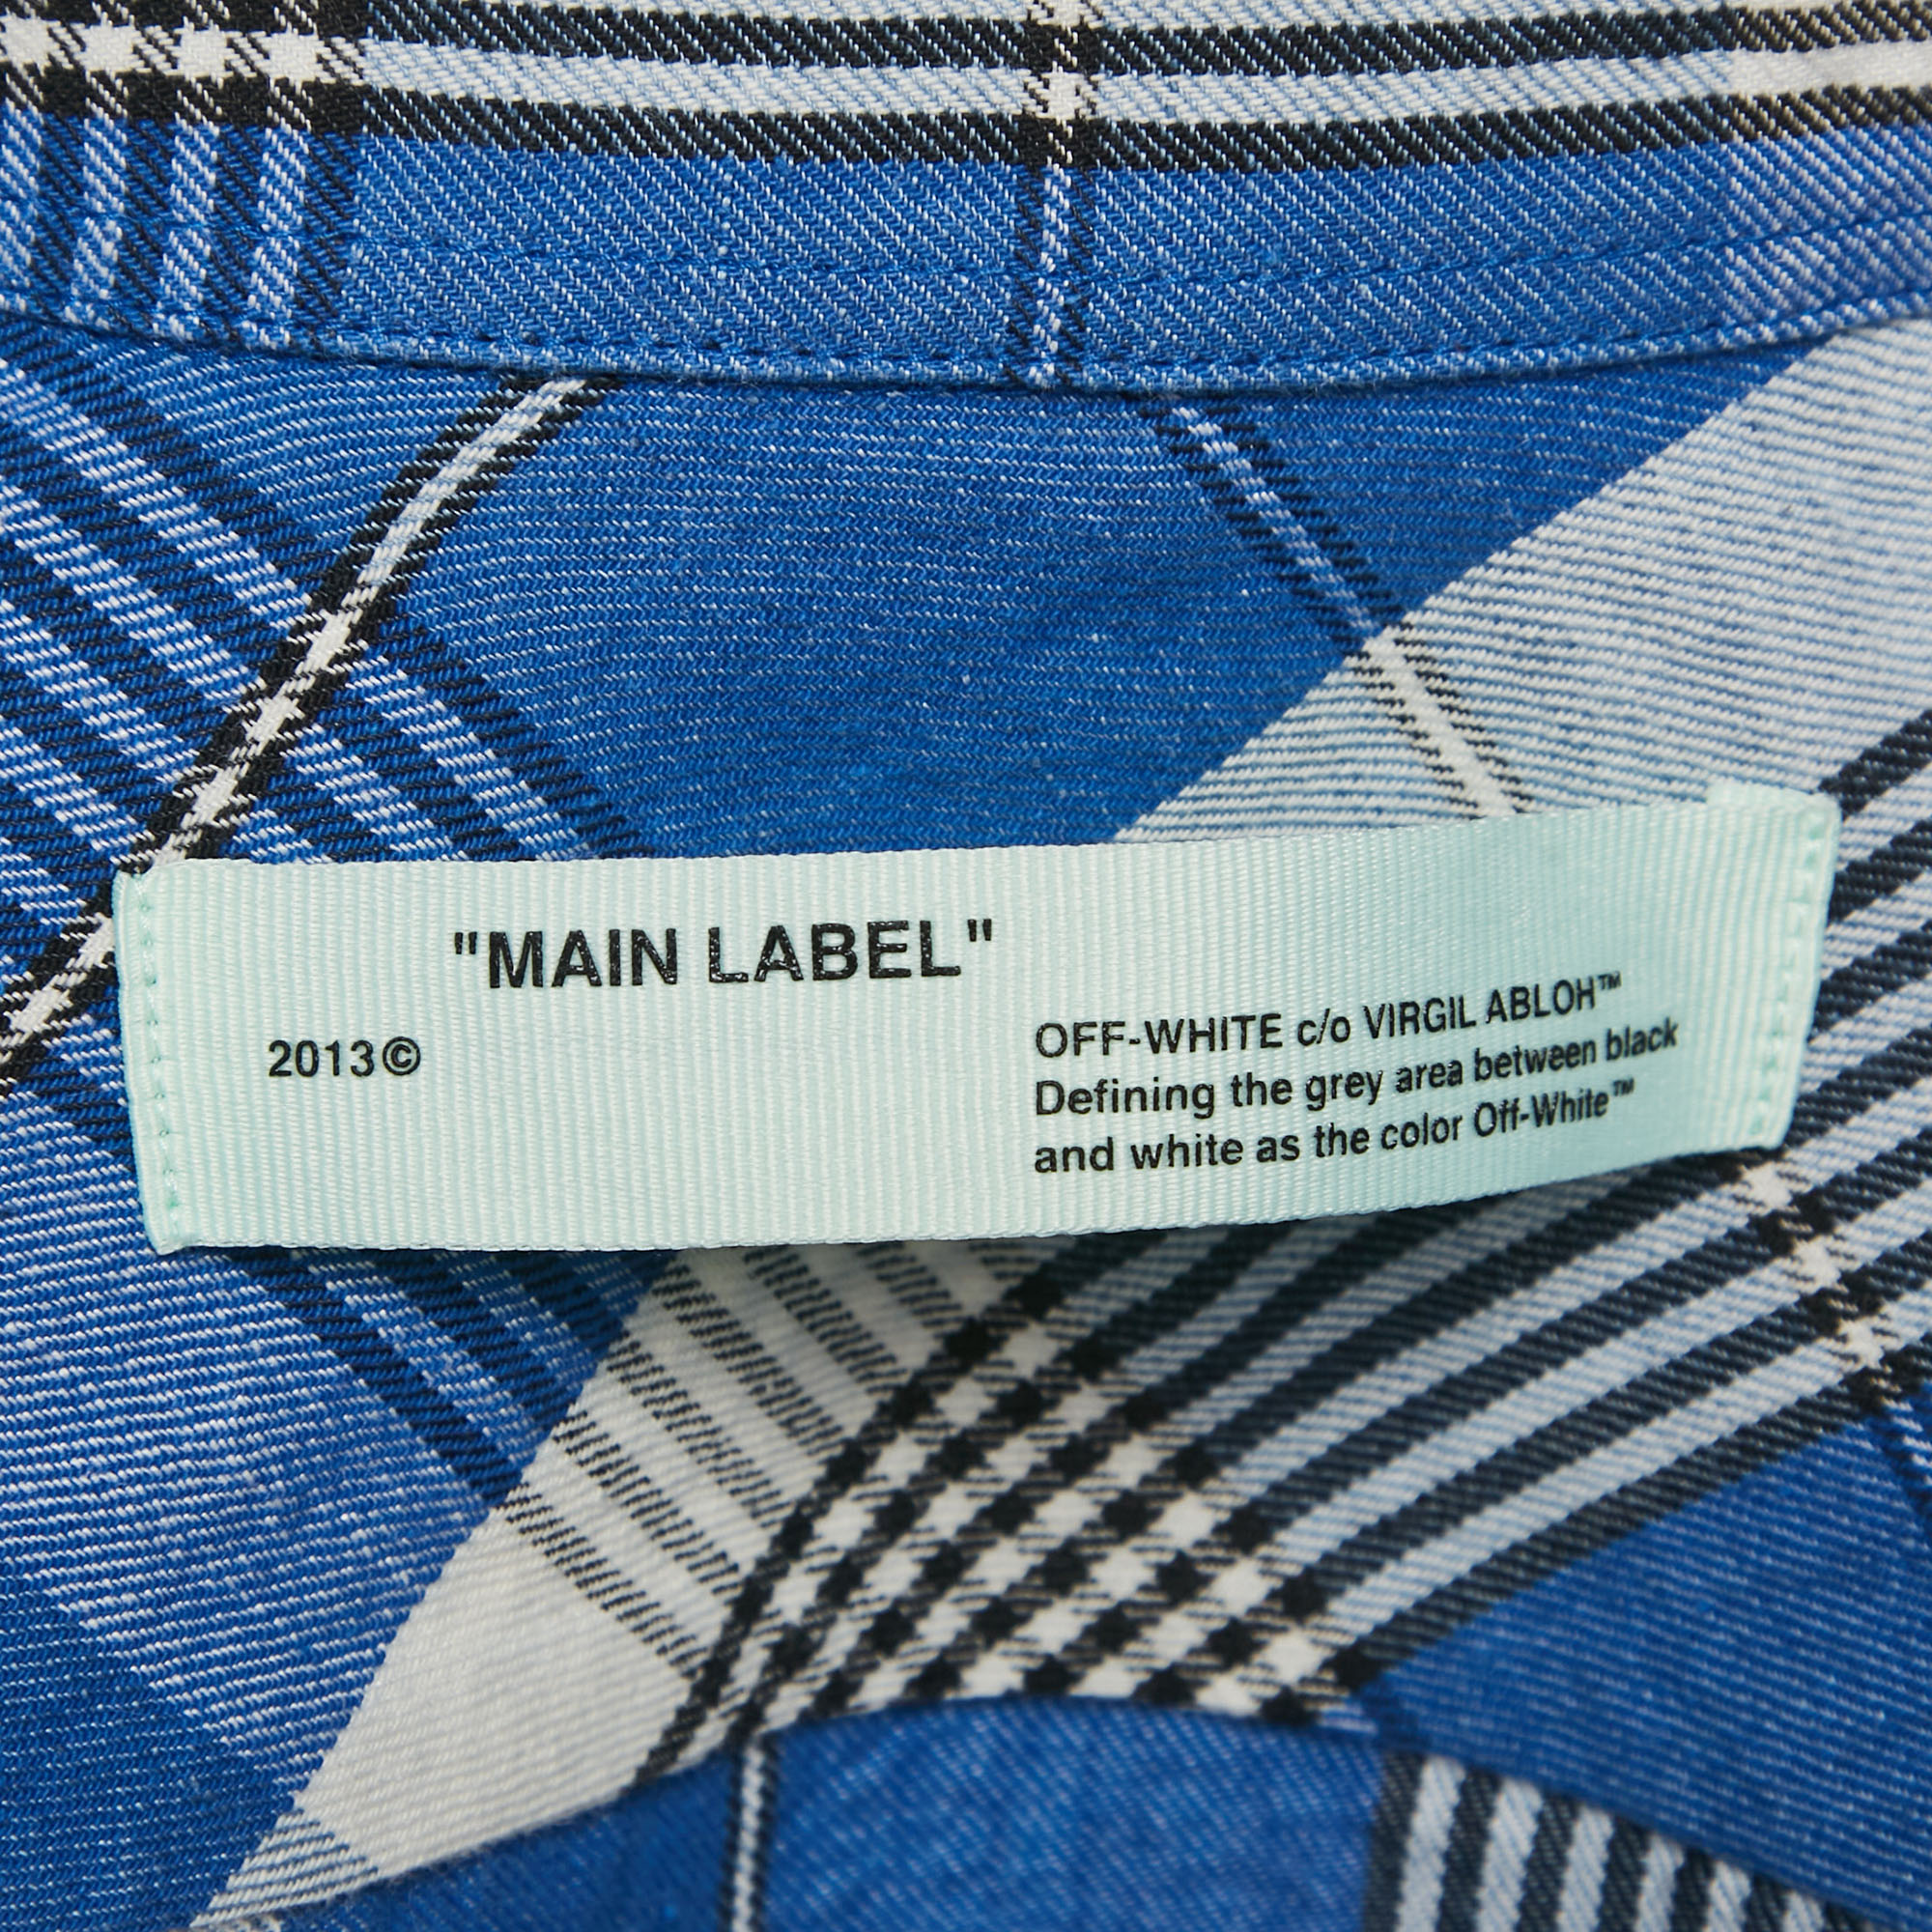 "MAIN LABEL"
2013©
OFF-WHITE c/o VIRGIL ABLOH™
Defining the grey area between black
and white as the color Off-White™